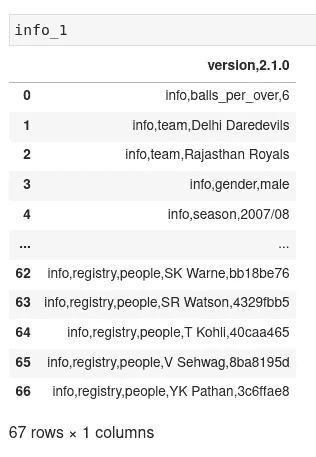 info_1
version,2.1.0
0 info,balls_per_over,6
1 info,team,Delhi Daredevils
2 info,team,Rajasthan Royals
3 info,gender,male
4 info,season,2007/08
... ...
62 info,registry,people,SK Warne,bb18be76
63 info,registry,people,SR Watson,4329fbb5
64 info,registry,people,T Kohli,40caa465
65 info,registry,people,V Sehwag,8ba8195d
66 info,registry,people,YK Pathan,3c6ffae8
67 rows × 1 columns